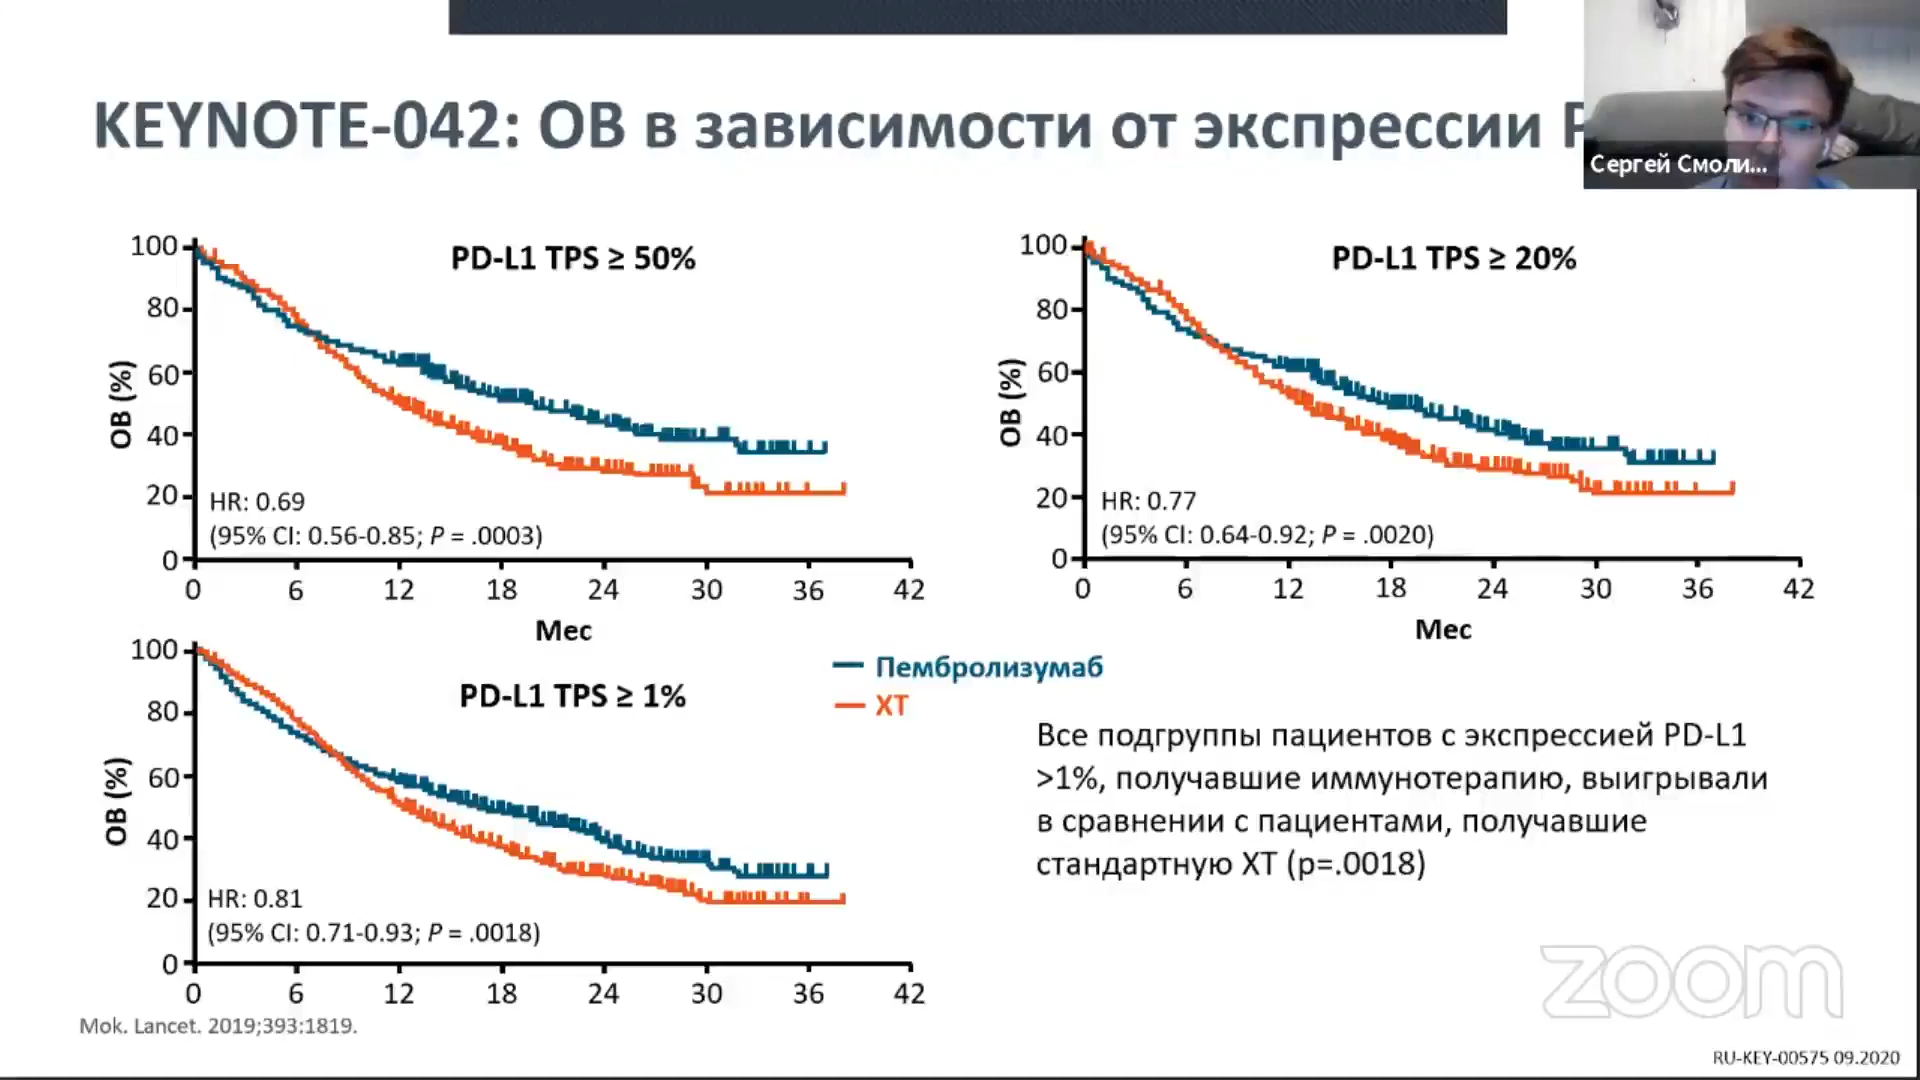 KEYNOTE-042: ОВ в зависимости от экспрессии
Сергей Смоли...
PD-L1 TPS ≥ 50%
100
80
60
40
20
0
ОВ (%)
HR: 0.69
(95% CI: 0.56-0.85; P = .0003)
0 6 12 18 24 30 36 42
Мес
PD-L1 TPS ≥ 20%
100
80
60
40
20
0
ОВ (%)
HR: 0.77
(95% CI: 0.64-0.92; P = .0020)
0 6 12 18 24 30 36 42
Мес
PD-L1 TPS ≥ 1%
100
80
60
40
20
0
ОВ (%)
HR: 0.81
(95% CI: 0.71-0.93; P = .0018)
0 6 12 18 24 30 36 42
Пембролизумаб
ХТ
Все подгруппы пациентов с экспрессией PD-L1
>1%, получавшие иммунотерапию, выигрывали
в сравнении с пациентами, получавшие
стандартную ХТ (p=.0018)
Mok. Lancet. 2019;393:1819.
zoom
RU-KEY-00575 09.2020